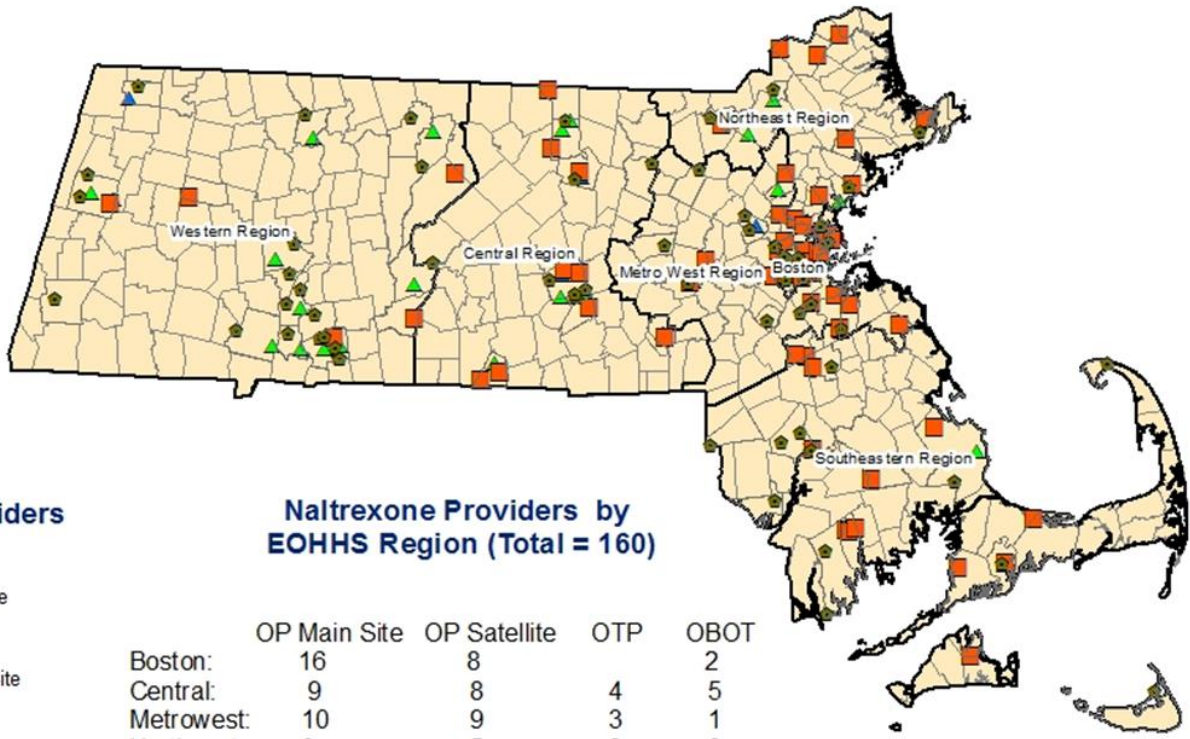 Northeast Region
Western Region
Central Region
Metro West Region
Boston
Southeastern Region
iders
Naltrexone Providers by
EOHHS Region (Total = 160)
e
ite
OP Main Site OP Satellite OTP OBOT
Boston: 16 8 2
Central: 9 8 4 5
Metrowest: 10 9 3 1